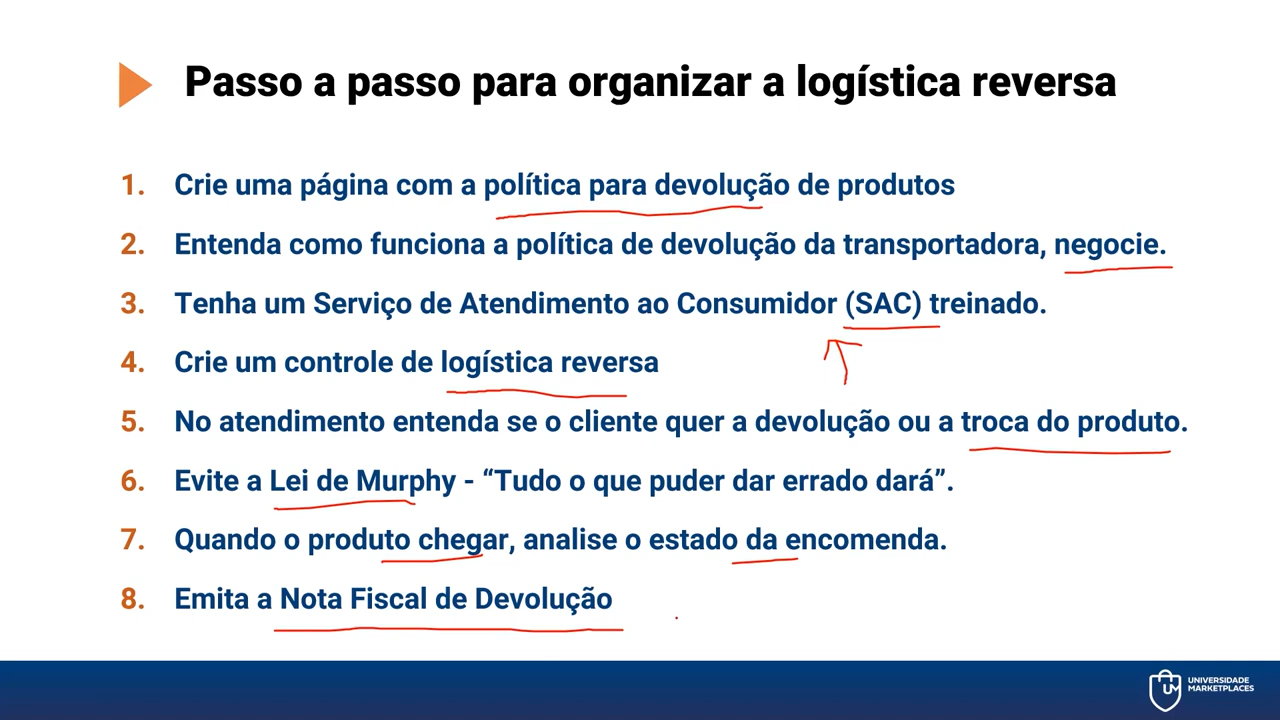 Passo a passo para organizar a logística reversa
1. Crie uma página com a política para devolução de produtos
2. Entenda como funciona a política de devolução da transportadora, negocie.
3. Tenha um Serviço de Atendimento ao Consumidor (SAC) treinado.
4. Crie um controle de logística reversa
5. No atendimento entenda se o cliente quer a devolução ou a troca do produto.
6. Evite a Lei de Murphy - “Tudo o que puder dar errado dará”.
7. Quando o produto chegar, analise o estado da encomenda.
8. Emita a Nota Fiscal de Devolução
UM
UNIVERSIDADE
MARKETPLACES